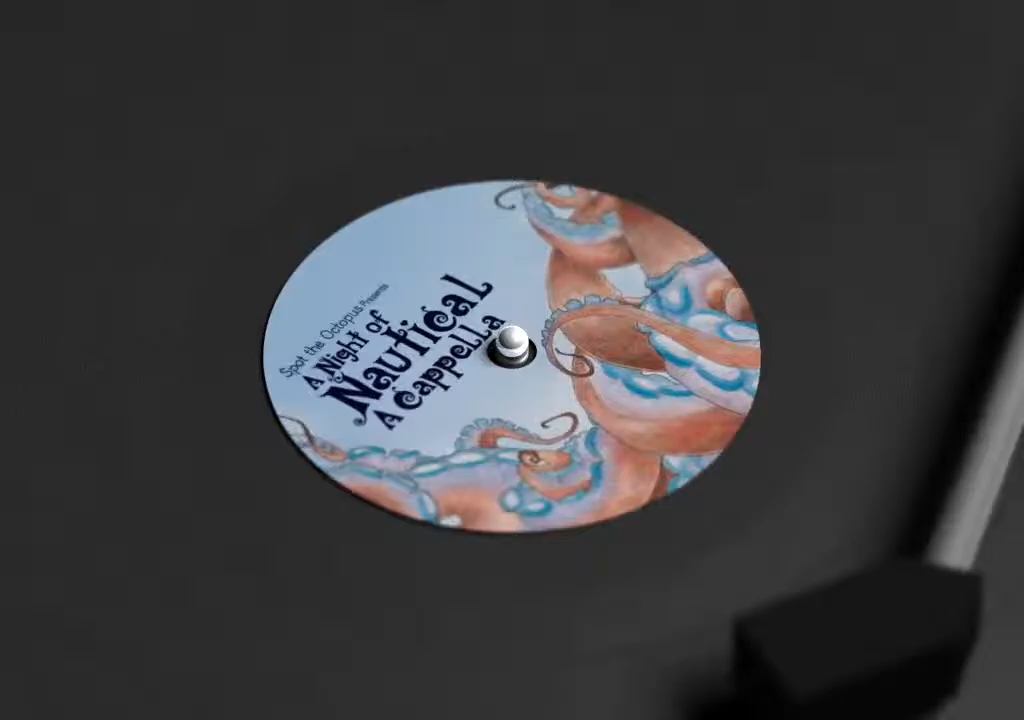 Spot the Octopus Presents
A Night of
Nautical
A Cappella